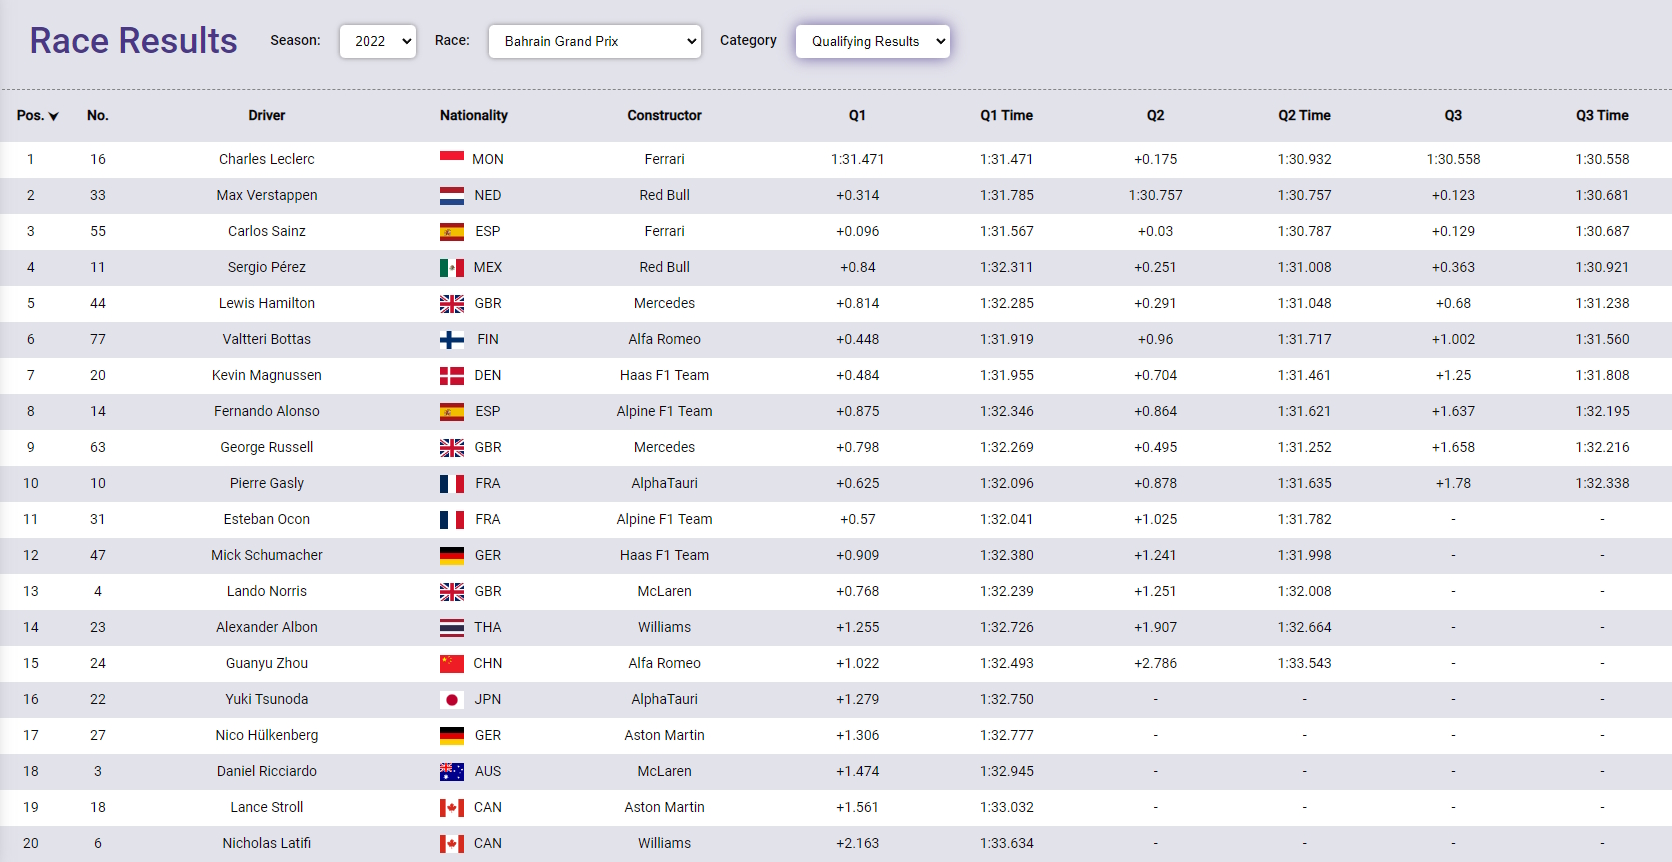 Race Results Season: 2022 Race: Bahrain Grand Prix Category Qualifying Results
Pos. No. Driver Nationality Constructor Q1 Q1 Time Q2 Q2 Time Q3 Q3 Time
1 16 Charles Leclerc MON Ferrari 1:31.471 1:31.471 +0.175 1:30.932 1:30.558 1:30.558
2 33 Max Verstappen NED Red Bull +0.314 1:31.785 1:30.757 1:30.757 +0.123 1:30.681
3 55 Carlos Sainz ESP Ferrari +0.096 1:31.567 +0.03 1:30.787 +0.129 1:30.687
4 11 Sergio Pérez MEX Red Bull +0.84 1:32.311 +0.251 1:31.008 +0.363 1:30.921
5 44 Lewis Hamilton GBR Mercedes +0.814 1:32.285 +0.291 1:31.048 +0.68 1:31.238
6 77 Valtteri Bottas FIN Alfa Romeo +0.448 1:31.919 +0.96 1:31.717 +1.002 1:31.560
7 20 Kevin Magnussen DEN Haas F1 Team +0.484 1:31.955 +0.704 1:31.461 +1.25 1:31.808
8 14 Fernando Alonso ESP Alpine F1 Team +0.875 1:32.346 +0.864 1:31.621 +1.637 1:32.195
9 63 George Russell GBR Mercedes +0.798 1:32.269 +0.495 1:31.252 +1.658 1:32.216
10 10 Pierre Gasly FRA AlphaTauri +0.625 1:32.096 +0.878 1:31.635 +1.78 1:32.338
11 31 Esteban Ocon FRA Alpine F1 Team +0.57 1:32.041 +1.025 1:31.782 - -
12 47 Mick Schumacher GER Haas F1 Team +0.909 1:32.380 +1.241 1:31.998 - -
13 4 Lando Norris GBR McLaren +0.768 1:32.239 +1.251 1:32.008 - -
14 23 Alexander Albon THA Williams +1.255 1:32.726 +1.907 1:32.664 - -
15 24 Guanyu Zhou CHN Alfa Romeo +1.022 1:32.493 +2.786 1:33.543 - -
16 22 Yuki Tsunoda JPN AlphaTauri +1.279 1:32.750 - - - -
17 27 Nico Hülkenberg GER Aston Martin +1.306 1:32.777 - - - -
18 3 Daniel Ricciardo AUS McLaren +1.474 1:32.945 - - - -
19 18 Lance Stroll CAN Aston Martin +1.561 1:33.032 - - - -
20 6 Nicholas Latifi CAN Williams +2.163 1:33.634 - - - -